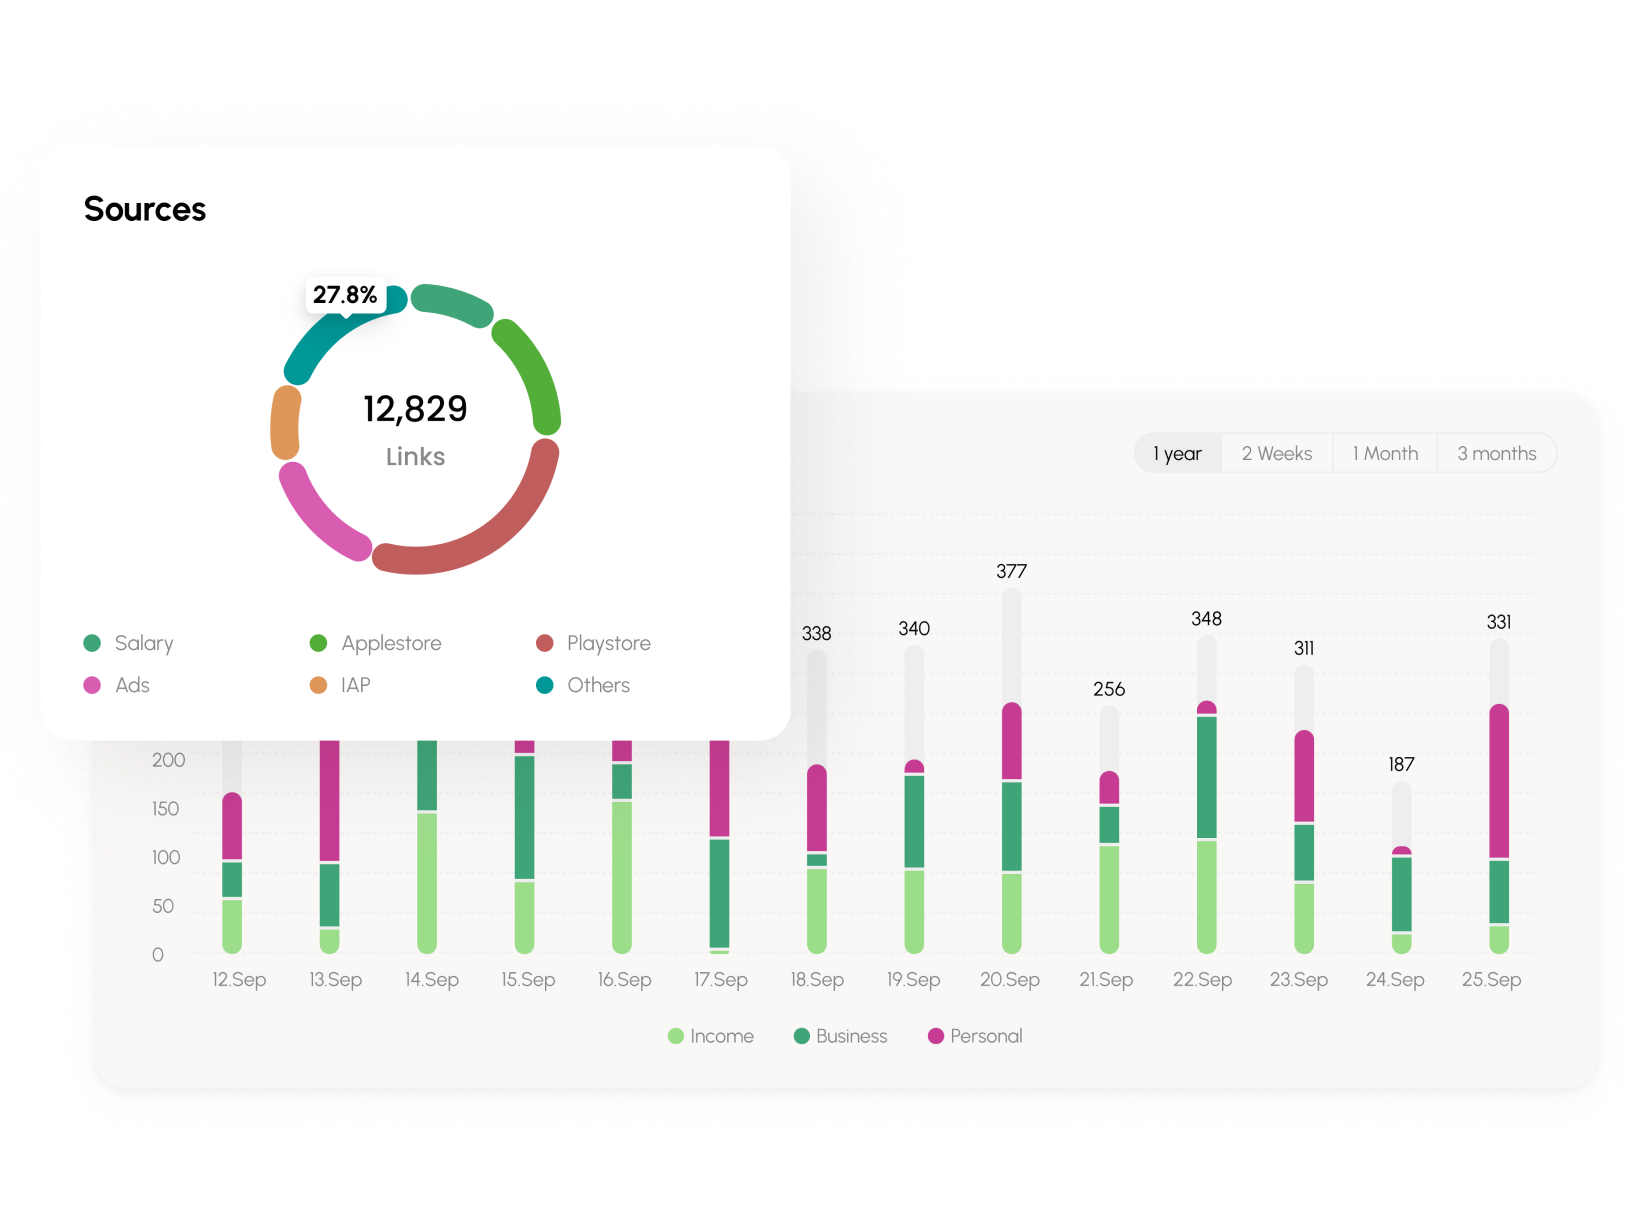 Sources
27.8%
12,829
Links
Salary
Applestore
Playstore
Ads
IAP
Others
1 year
2 Weeks
1 Month
3 months
377
348
340
338
331
311
256
187
200
150
100
50
0
12.Sep
13.Sep
14.Sep
15.Sep
16.Sep
17.Sep
18.Sep
19.Sep
20.Sep
21.Sep
22.Sep
23.Sep
24.Sep
25.Sep
Income
Business
Personal